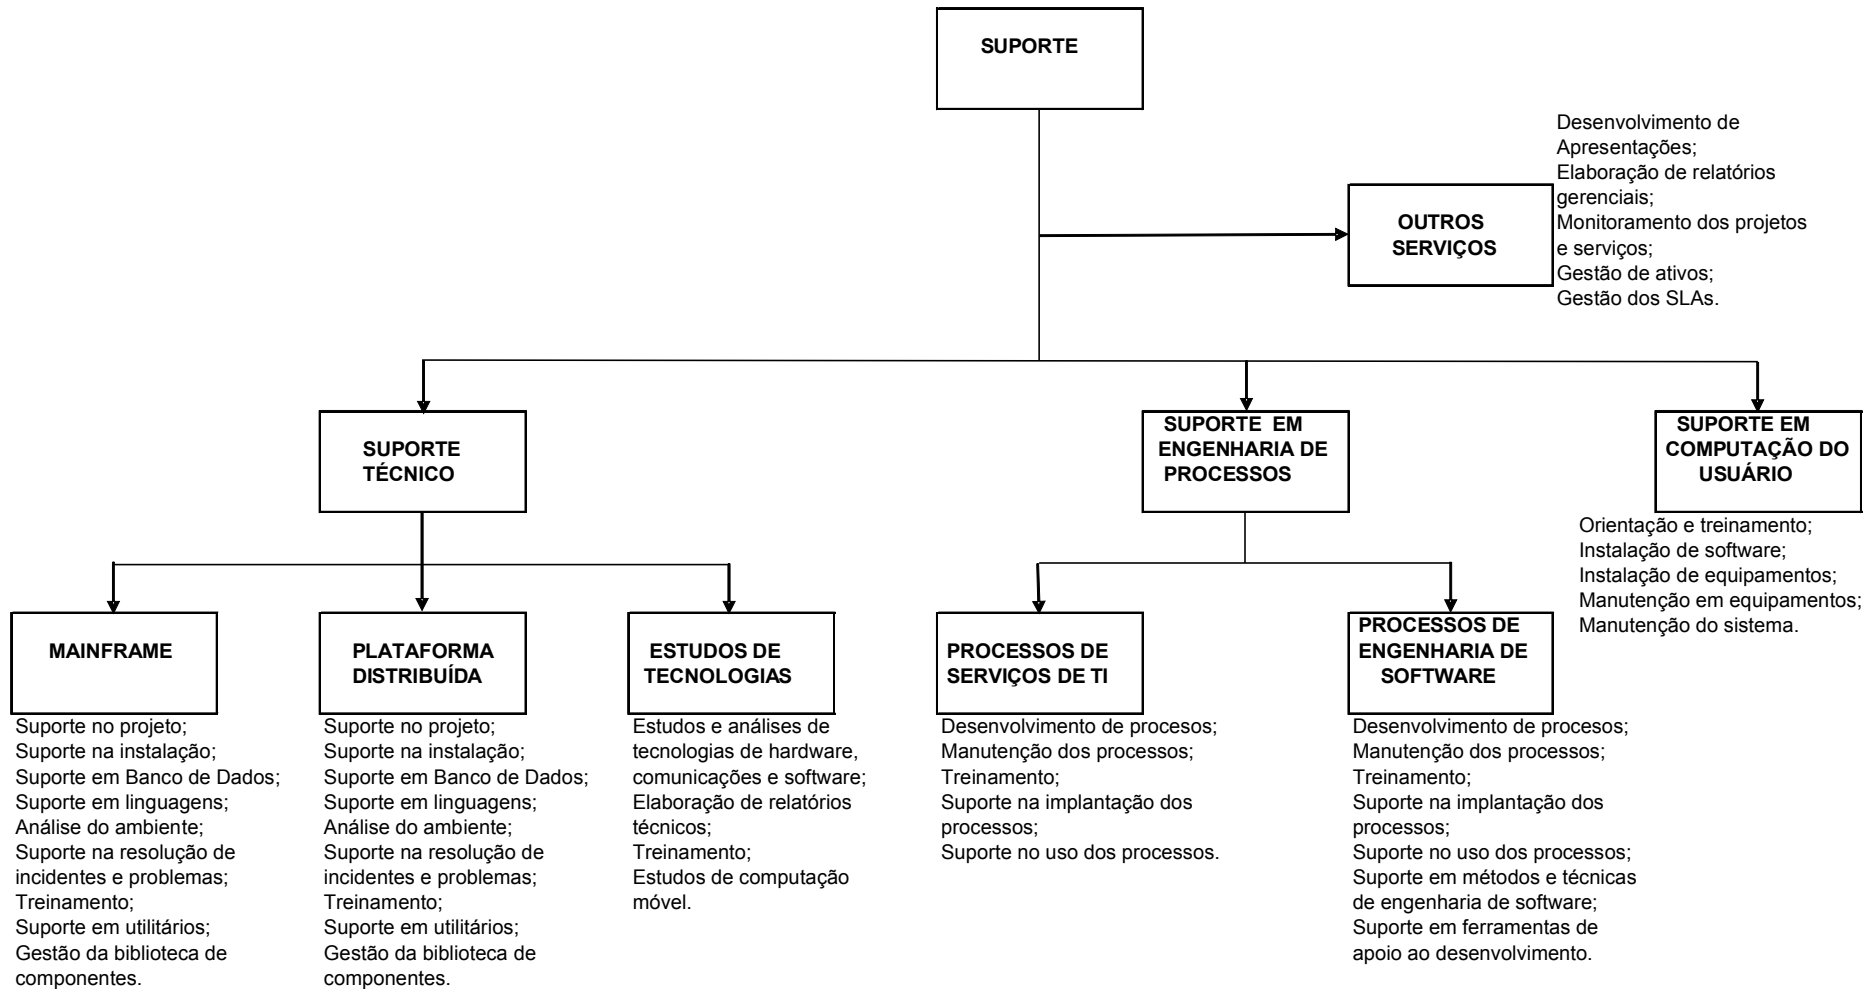 SUPORTE
Desenvolvimento de
Apresentações;
Elaboração de relatórios
gerenciais;
Monitoramento dos projetos
e serviços;
Gestão de ativos;
Gestão dos SLAs.
OUTROS
SERVIÇOS
SUPORTE
TÉCNICO
SUPORTE EM
ENGENHARIA DE
PROCESSOS
SUPORTE EM
COMPUTAÇÃO DO
USUÁRIO
Orientação e treinamento;
Instalação de software;
Instalação de equipamentos;
Manutenção em equipamentos;
Manutenção do sistema.
MAINFRAME
Suporte no projeto;
Suporte na instalação;
Suporte em Banco de Dados;
Suporte em linguagens;
Análise do ambiente;
Suporte na resolução de
incidentes e problemas;
Treinamento;
Suporte em utilitários;
Gestão da biblioteca de
componentes.
PLATAFORMA
DISTRIBUÍDA
Suporte no projeto;
Suporte na instalação;
Suporte em Banco de Dados;
Suporte em linguagens;
Análise do ambiente;
Suporte na resolução de
incidentes e problemas;
Treinamento;
Suporte em utilitários;
Gestão da biblioteca de
componentes.
ESTUDOS DE
TECNOLOGIAS
Estudos e análises de
tecnologias de hardware,
comunicações e software;
Elaboração de relatórios
técnicos;
Treinamento;
Estudos de computação
móvel.
PROCESSOS DE
SERVIÇOS DE TI
Desenvolvimento de procesos;
Manutenção dos processos;
Treinamento;
Suporte na implantação dos
processos;
Suporte no uso dos processos.
PROCESSOS DE
ENGENHARIA DE
SOFTWARE
Desenvolvimento de procesos;
Manutenção dos processos;
Treinamento;
Suporte na implantação dos
processos;
Suporte no uso dos processos;
Suporte em métodos e técnicas
de engenharia de software;
Suporte em ferramentas de
apoio ao desenvolvimento.